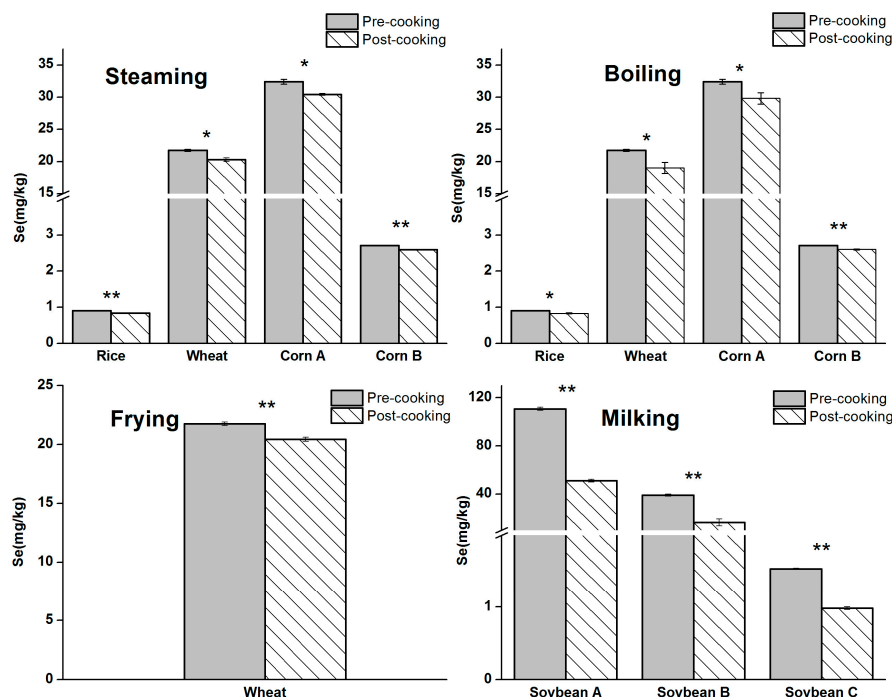 Pre-cooking
Post-cooking
Steaming
Se(mg/kg)
35
30
25
20
15
3
2
1
0
*
*
**
**
Rice Wheat Corn A Corn B
Pre-cooking
Post-cooking
Boiling
Se(mg/kg)
35
30
25
20
15
3
2
1
0
*
*
**
*
Rice Wheat Corn A Corn B
Pre-cooking
Post-cooking
Frying
Se(mg/kg)
25
20
15
10
5
0
**
Wheat
Pre-cooking
Post-cooking
Milking
Se(mg/kg)
120
80
40
1
0
**
**
**
Soybean A Soybean B Soybean C